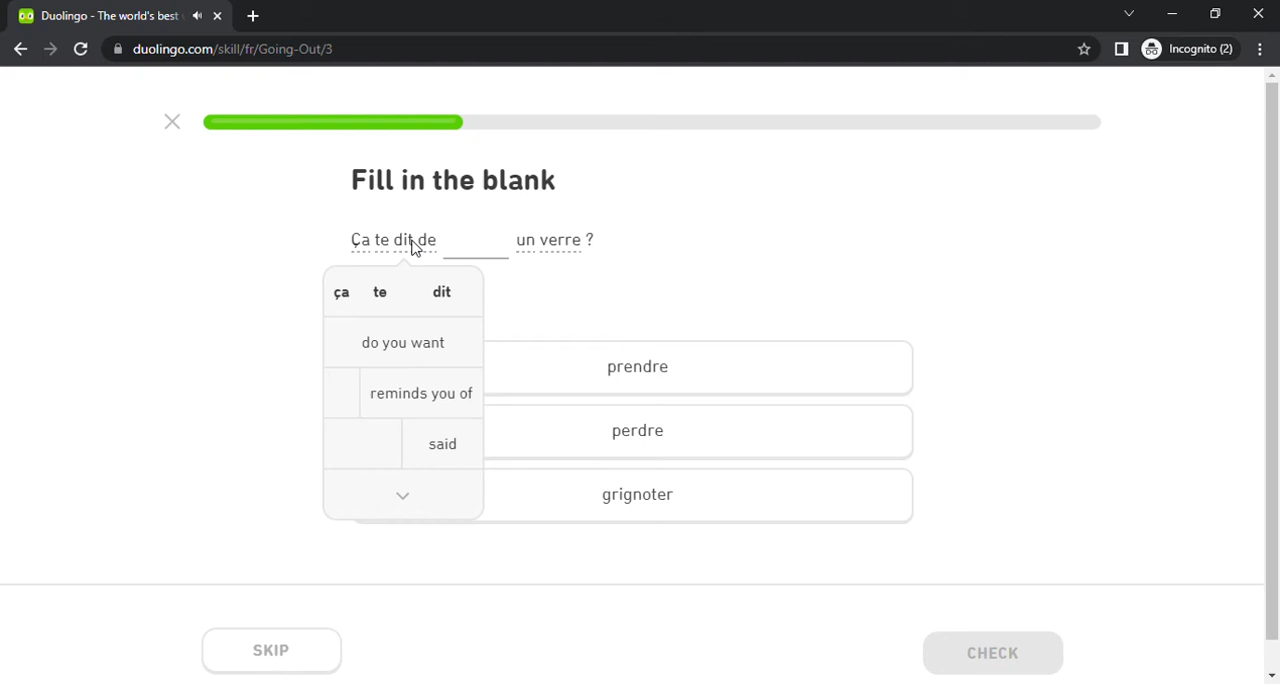 Duolingo - The world's best
duolingo.com/skill/fr/Going-Out/3
Incognito (2)
Fill in the blank
Ça te dit de ______ un verre ?
ça te dit
do you want
reminds you of
said
prendre
perdre
grignoter
SKIP
CHECK